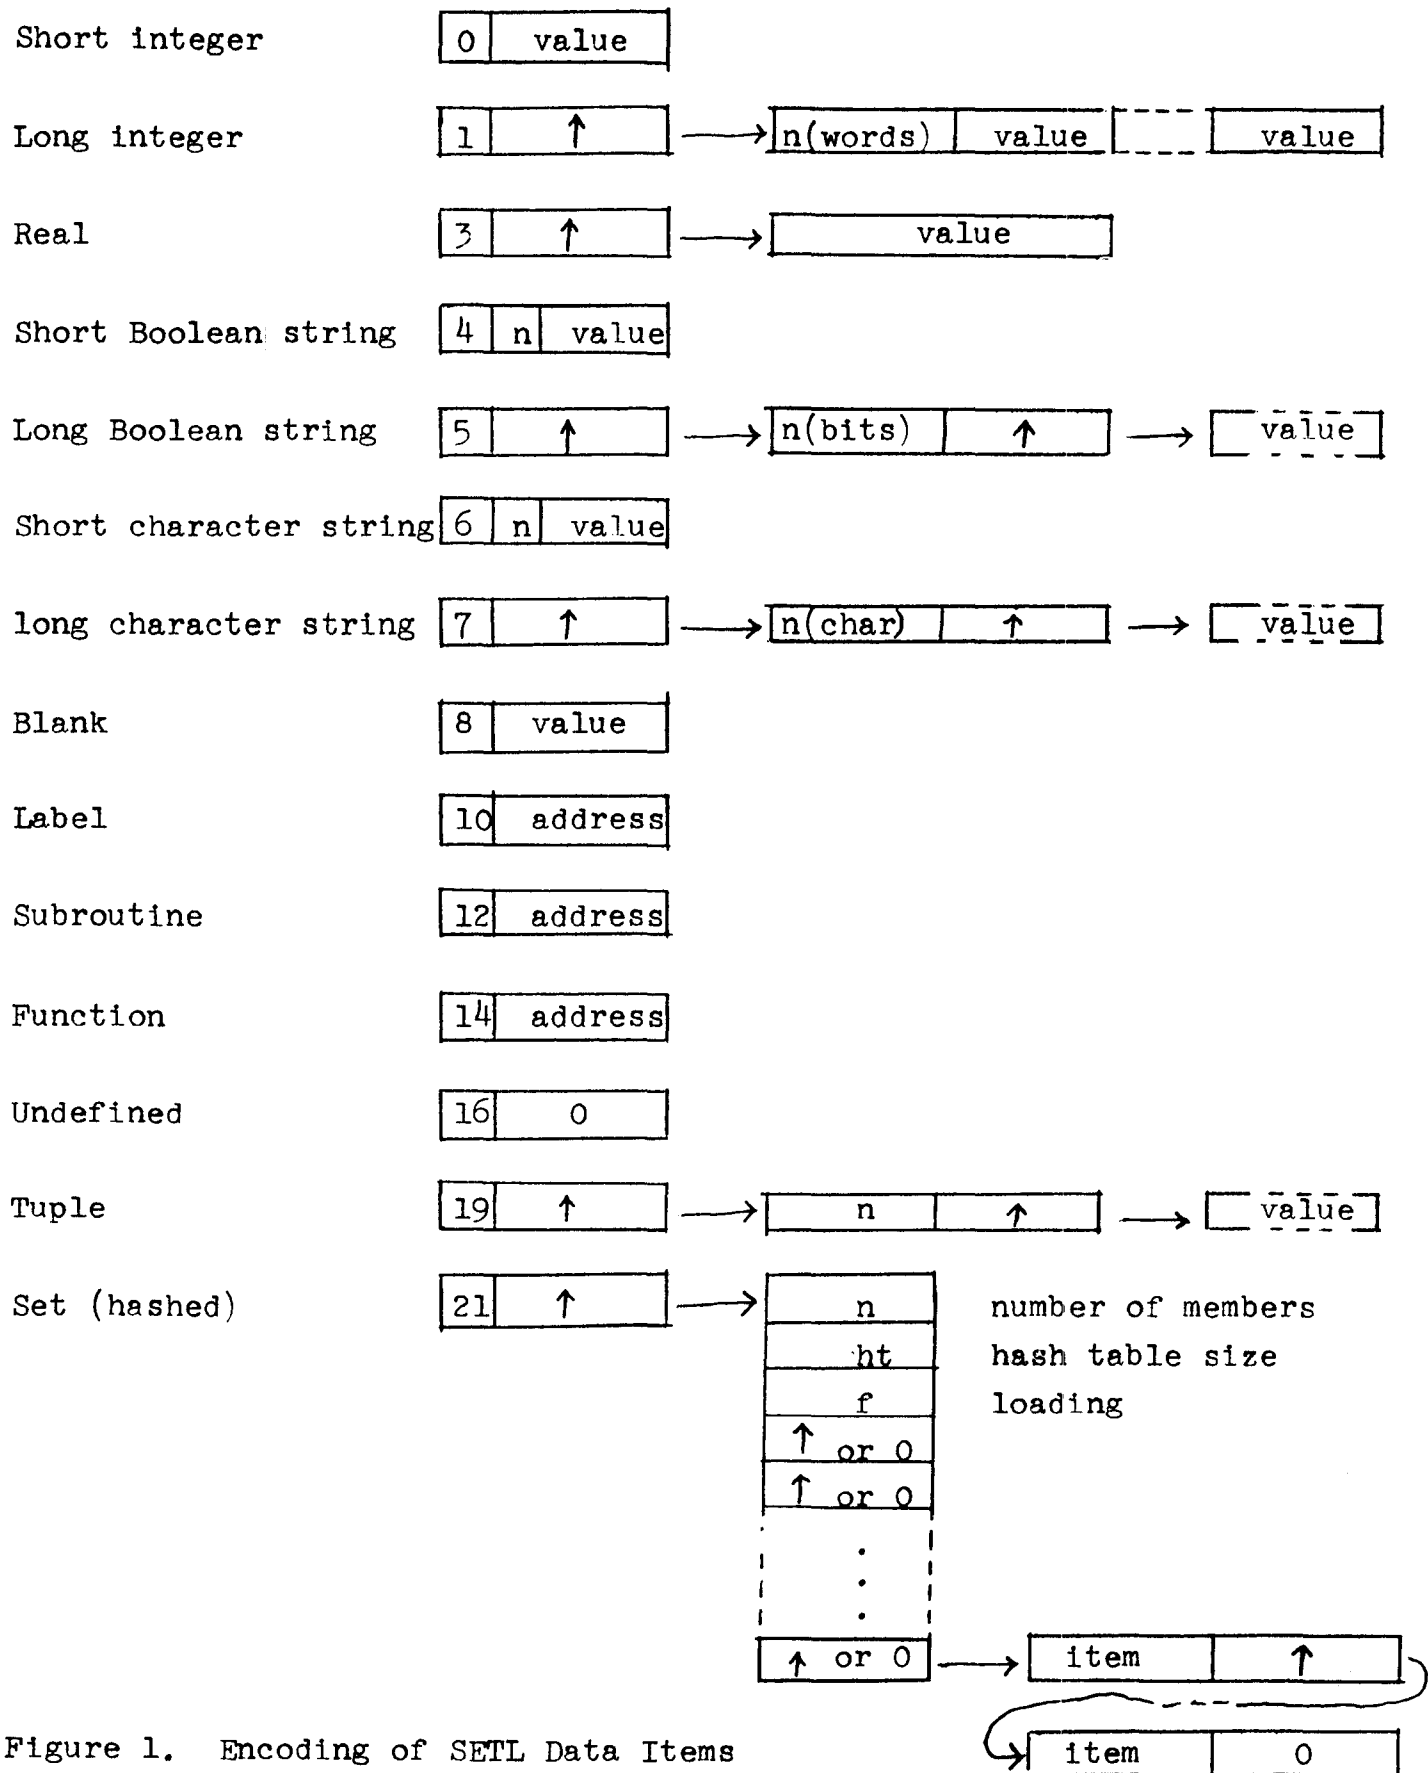 Short integer 0 value
Long integer 1 ↑ n(words) value value
Real 3 ↑ value
Short Boolean string 4 n value
Long Boolean string 5 ↑ n(bits) ↑ value
Short character string 6 n value
long character string 7 ↑ n(char) ↑ value
Blank 8 value
Label 10 address
Subroutine 12 address
Function 14 address
Undefined 16 0
Tuple 19 ↑ n ↑ value
Set (hashed) 21 ↑ n number of members
ht hash table size
f loading
↑ or 0
↑ or 0
↑ or 0 item ↑
Figure 1. Encoding of SETL Data Items item 0